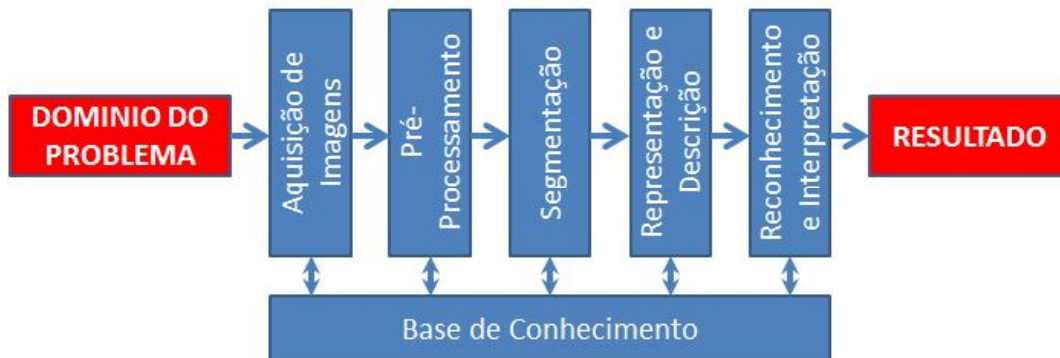 DOMINIO DO
PROBLEMA
Aquisição de
Imagens
Pré-
Processamento
Segmentação
Representação e
Descrição
Reconhecimento
e Interpretação
RESULTADO
Base de Conhecimento